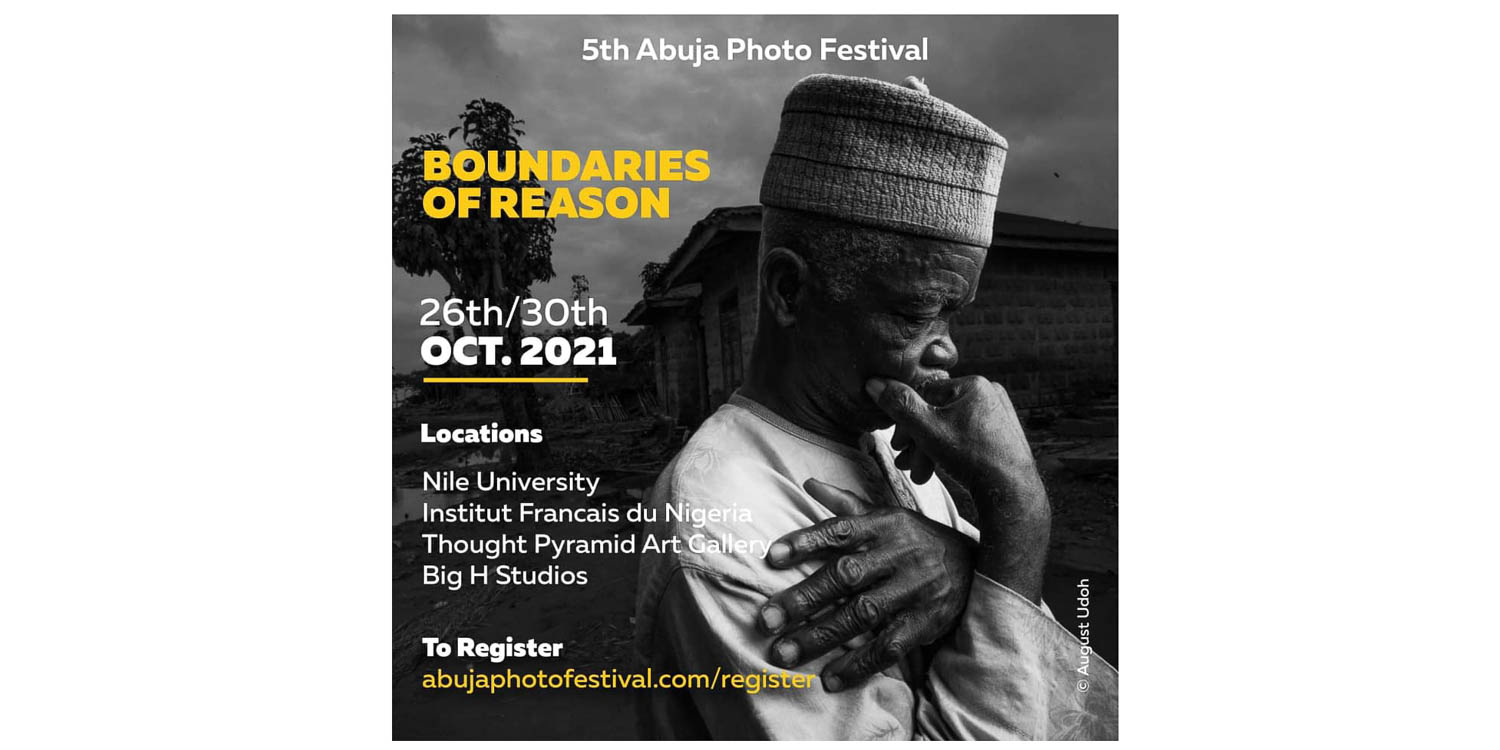 5th Abuja Photo Festival
BOUNDARIES
OF REASON
26th/30th
OCT. 2021
Locations
Nile University
Institut Francais du Nigeria
Thought Pyramid Art Gallery
Big H Studios
To Register
abujaphotofestival.com/register
© August Udoh